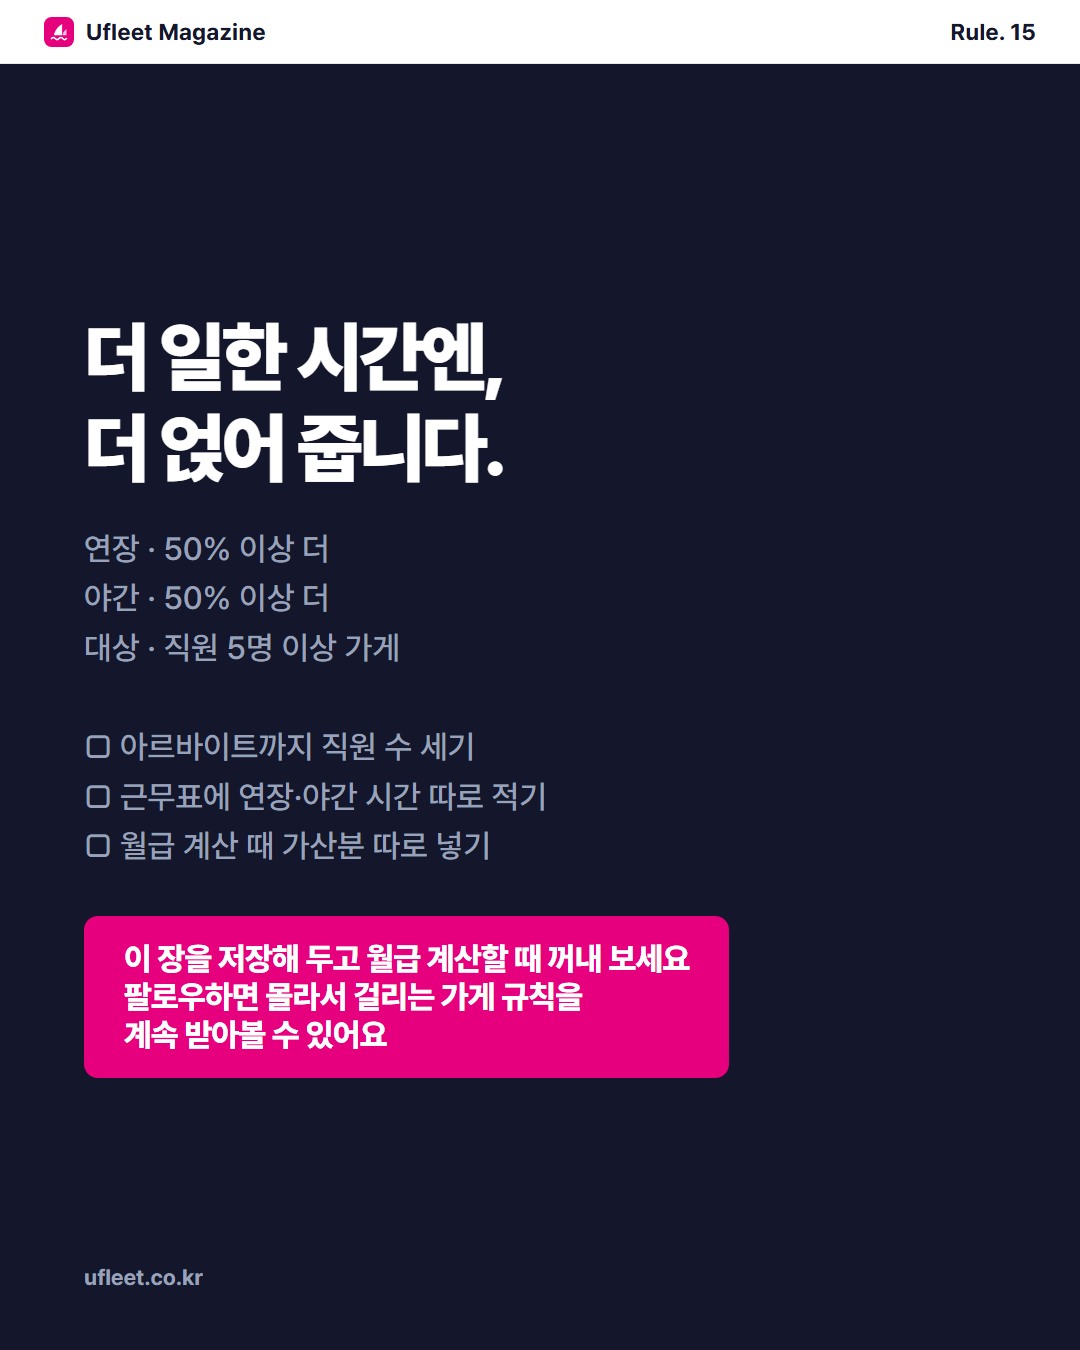 Ufleet Magazine
Rule. 15
더 일한 시간엔,
더 얹어 줍니다.
연장 · 50% 이상 더
야간 · 50% 이상 더
대상 · 직원 5명 이상 가게
▢ 아르바이트까지 직원 수 세기
▢ 근무표에 연장·야간 시간 따로 적기
▢ 월급 계산 때 가산분 따로 넣기
이 장을 저장해 두고 월급 계산할 때 꺼내 보세요
팔로우하면 몰라서 걸리는 가게 규칙을
계속 받아볼 수 있어요
ufleet.co.kr